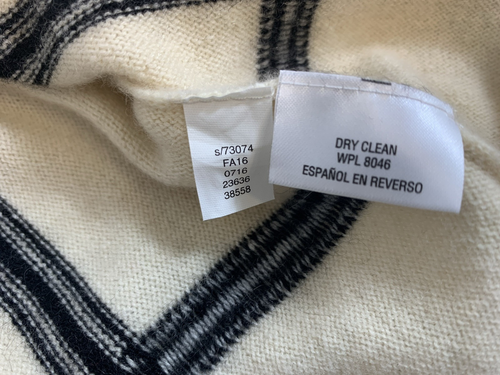 s/73074
FA16
0716
23636
38558
DRY CLEAN
WPL 8046
ESPAÑOL EN REVERSO